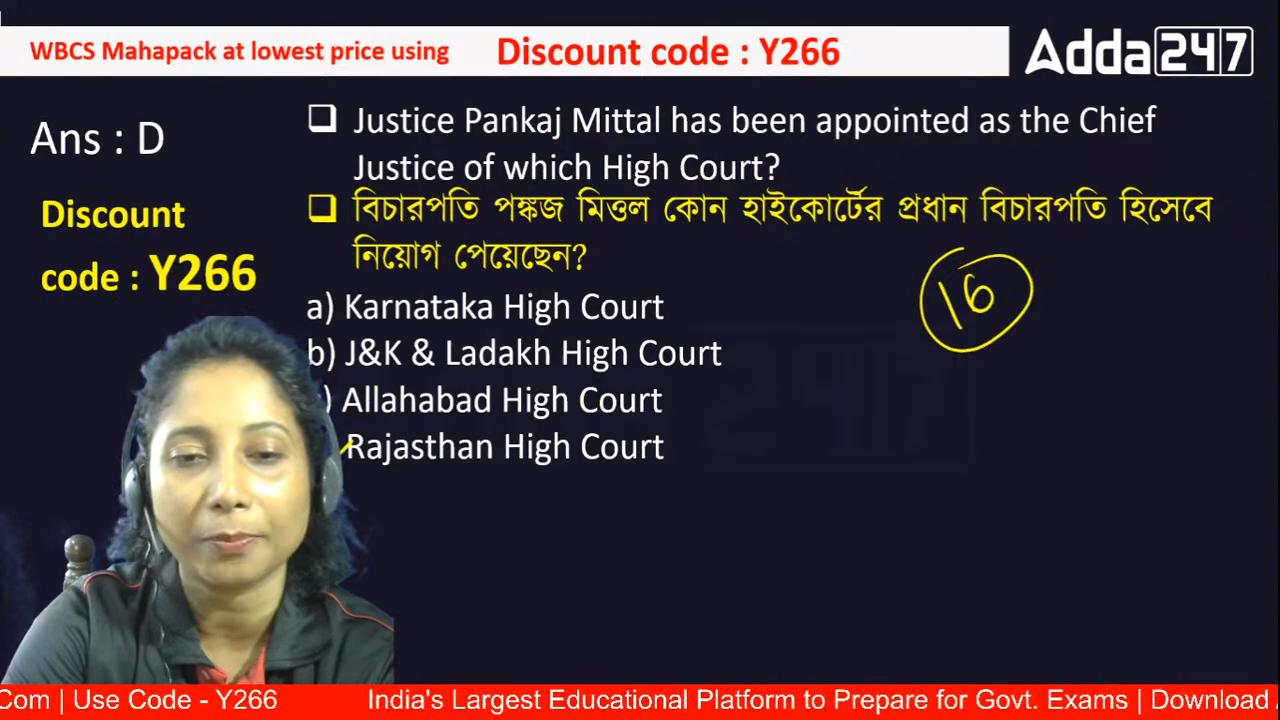 WBCS Mahapack at lowest price using
Discount code : Y266
Adda247
Ans : D
Discount
code : Y266
Justice Pankaj Mittal has been appointed as the Chief
Justice of which High Court?
বিচারপতি পঙ্কজ মিত্তল কোন হাইকোর্টের প্রধান বিচারপতি হিসেবে
নিয়োগ পেয়েছেন?
16
a) Karnataka High Court
b) J&K & Ladakh High Court
) Allahabad High Court
Rajasthan High Court
Com | Use Code - Y266
India's Largest Educational Platform to Prepare for Govt. Exams | Download